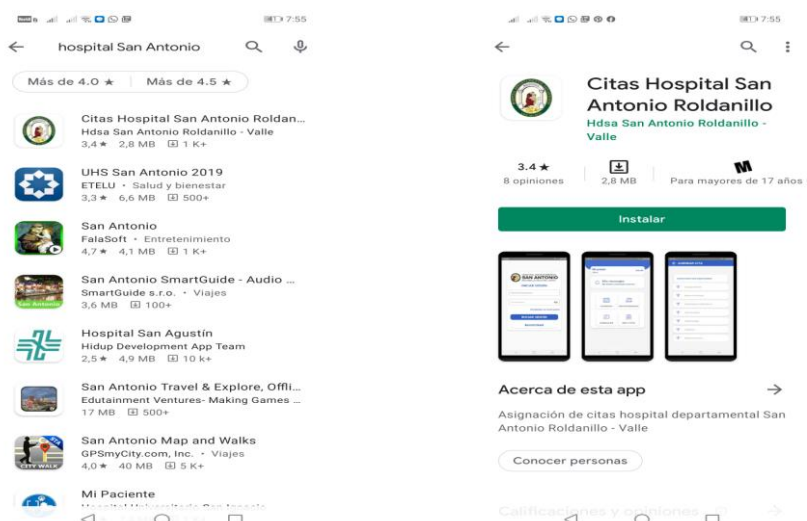 7:55
hospital San Antonio
Más de 4.0 ★
Más de 4.5 ★
Citas Hospital San Antonio Roldan...
Hdsa San Antonio Roldanillo - Valle
3,4★ 2,8 MB 1 K+
UHS San Antonio 2019
ETELU • Salud y bienestar
3,3★ 6,6 MB 500+
San Antonio
FalaSoft • Entretenimiento
4,7★ 4,1 MB 1 K+
San Antonio SmartGuide - Audio ...
SmartGuide s.r.o. • Viajes
3,6 MB 100+
Hospital San Agustín
Hidup Development App Team
2,5★ 4,9 MB 10 k+
San Antonio Travel & Explore, Offli...
Edutainment Ventures- Making Games ...
17 MB 500+
San Antonio Map and Walks
GPSmyCity.com, Inc. • Viajes
4,0★ 40 MB 5 K+
CITY WALK
Mi Paciente
7:55
Citas Hospital San
Antonio Roldanillo
Hdsa San Antonio Roldanillo -
Valle
3.4 ★
8 opiniones
2,8 MB
Para mayores de 17 años
Instalar
SAN ANTONIO
Acerca de esta app
Asignación de citas hospital departamental San
Antonio Roldanillo - Valle
Conocer personas
Calificaciones y opiniones